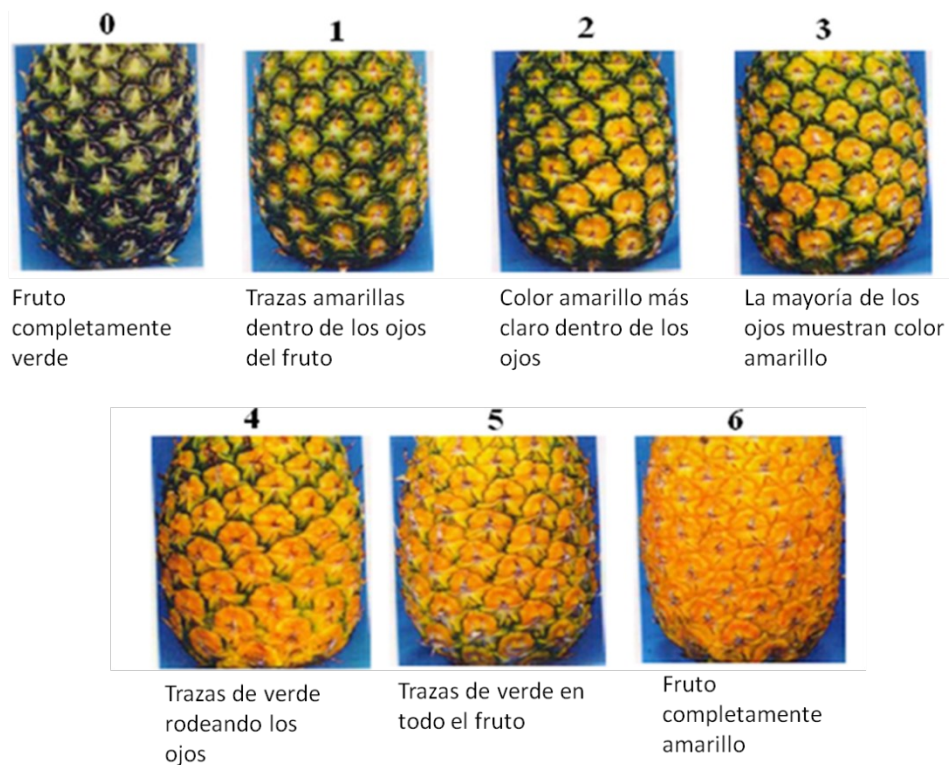 0
1
2
3
Fruto
completamente
verde
Trazas amarillas
dentro de los ojos
del fruto
Color amarillo más
claro dentro de los
ojos
La mayoría de los
ojos muestran color
amarillo
4
5
6
Trazas de verde
rodeando los
ojos
Trazas de verde en
todo el fruto
Fruto
completamente
amarillo